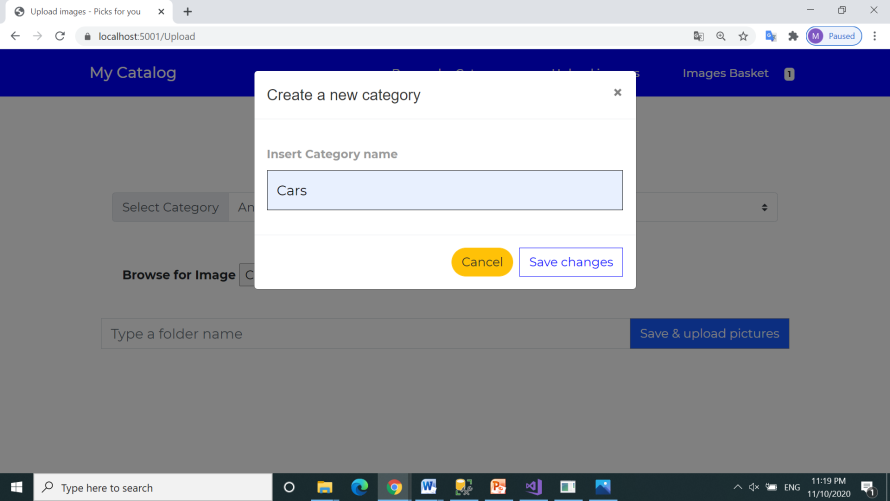 Upload images - Picks for you
localhost:5001/Upload
Paused
M
My Catalog
Images Basket 1
Create a new category
×
Insert Category name
Cars
Cancel
Save changes
Select Category
Browse for Image
Type a folder name
Save & upload pictures
Type here to search
ENG
11:19 PM
11/10/2020
1